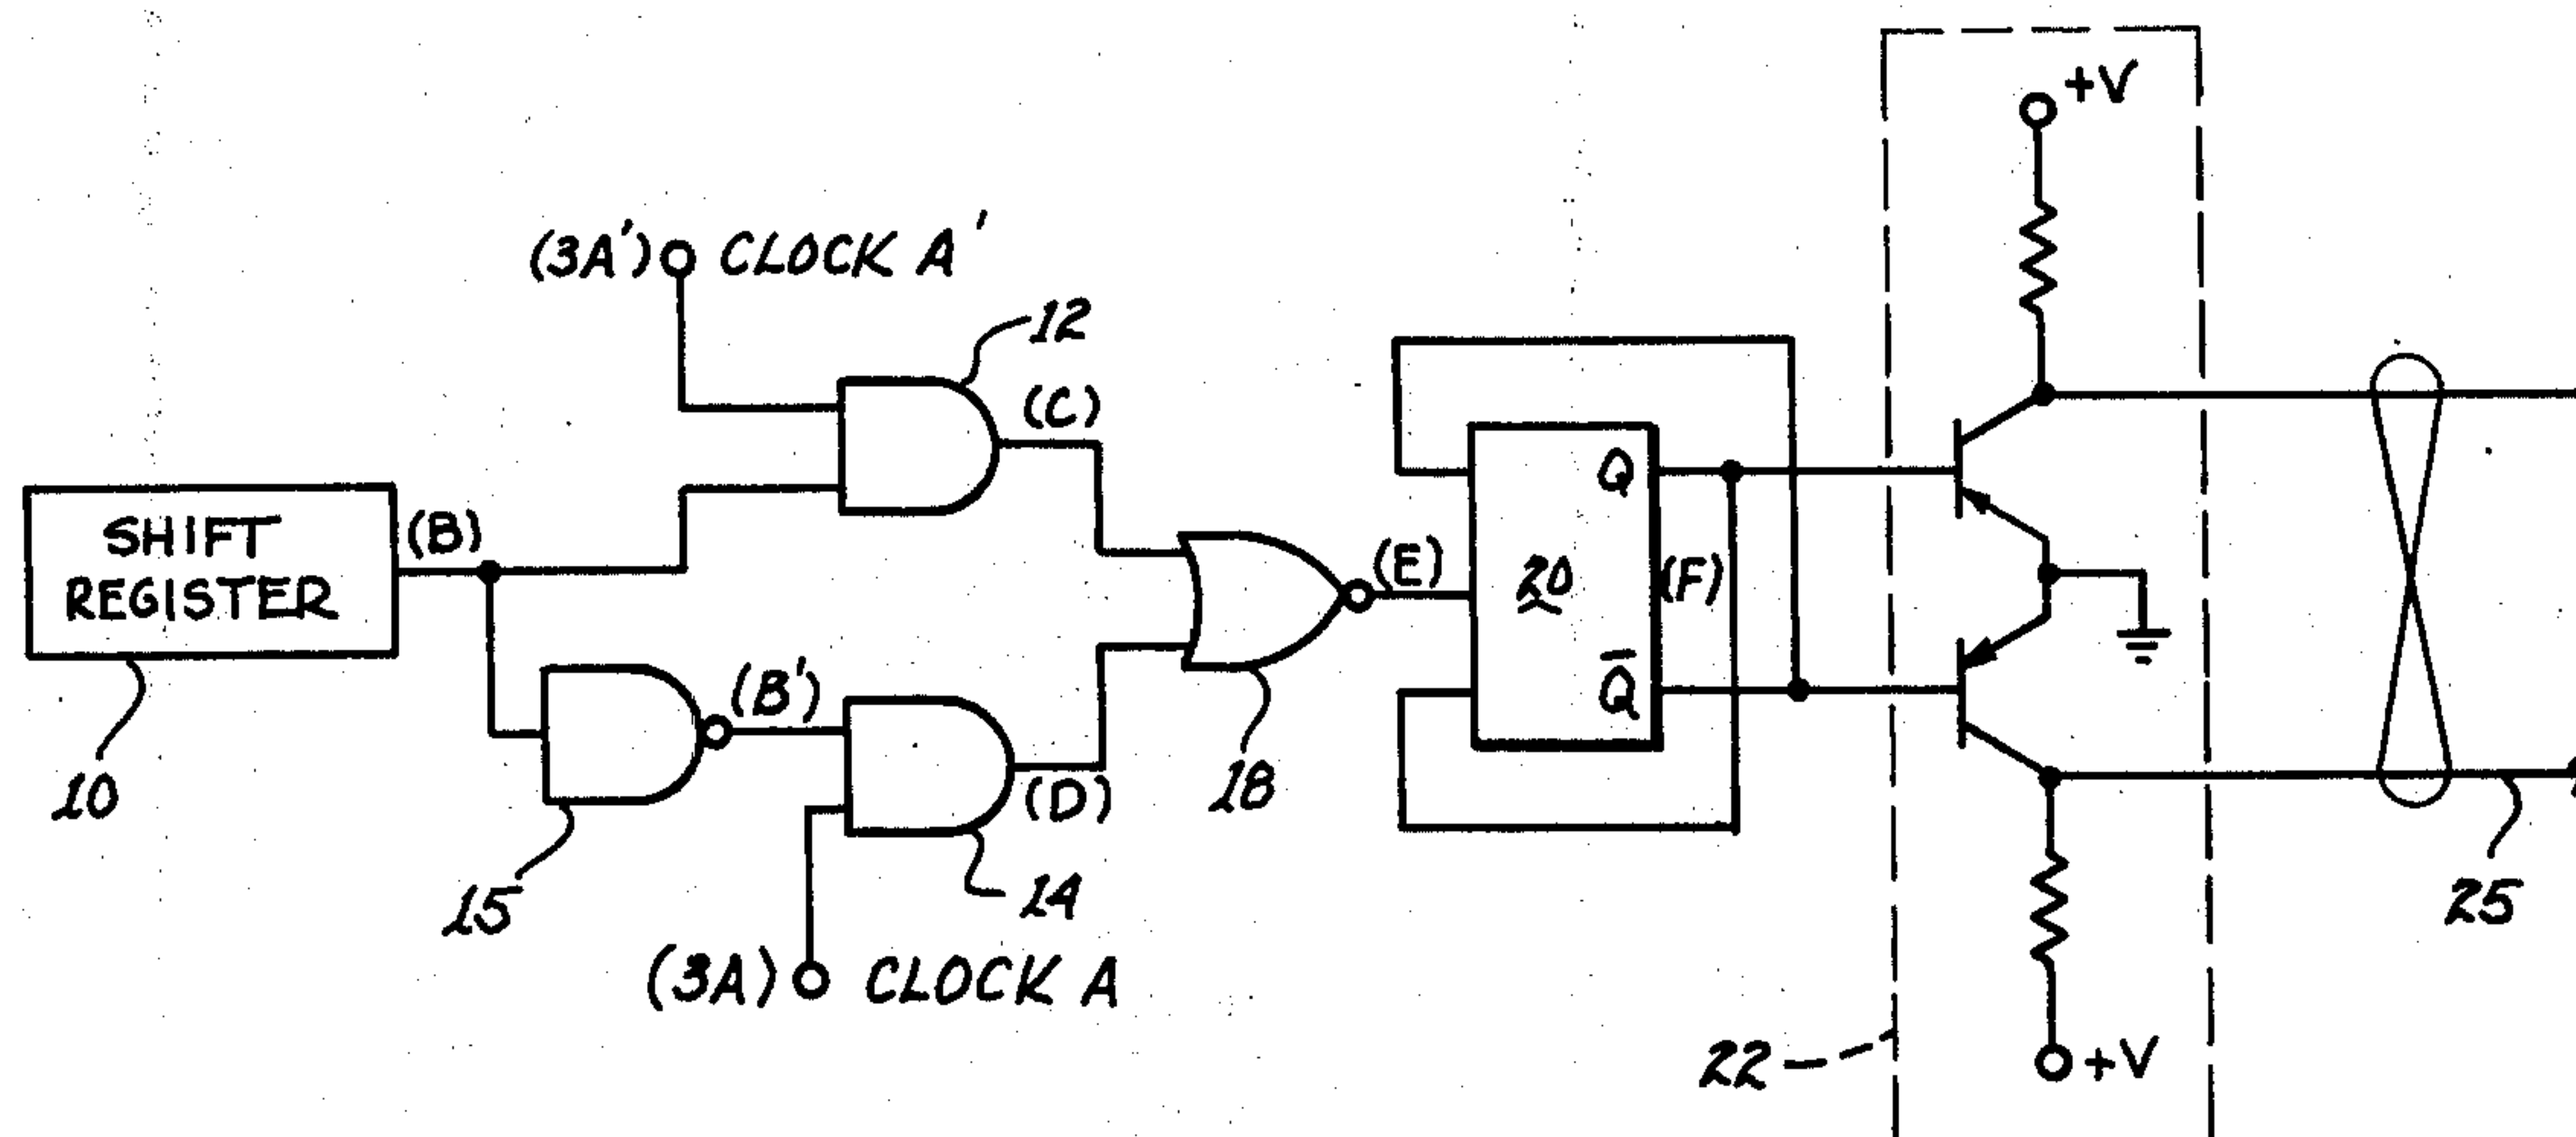 +V
(3A') CLOCK A'
12
(C)
SHIFT
REGISTER
(B)
Q
(E)
20
(F)
(B')
Q̅
10
(D)
18
15
14
25
(3A) CLOCK A
22
+V